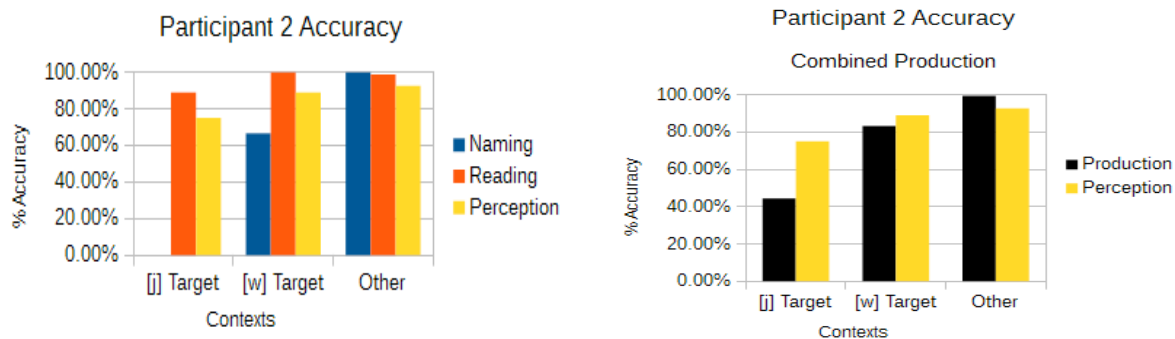 Participant 2 Accuracy
100.00%
80.00%
60.00%
40.00%
20.00%
0.00%
% Accuracy
[j] Target [w] Target Other
Contexts
Naming
Reading
Perception
Participant 2 Accuracy
Combined Production
100.00%
80.00%
60.00%
40.00%
20.00%
0.00%
% Accuracy
[j] Target [w] Target Other
Contexts
Production
Perception